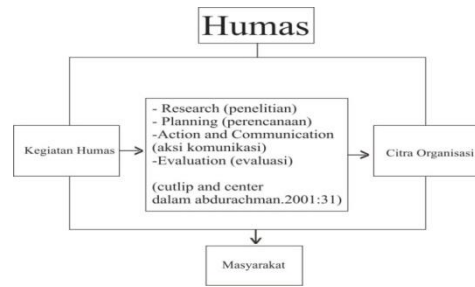 Humas
Kegiatan Humas
- Research (penelitian)
- Planning (perencanaan)
-Action and Communication
(aksi komunikasi)
-Evaluation (evaluasi)
(cutlip and center
dalam abdurachman.2001:31)
Citra Organisasi
Masyarakat